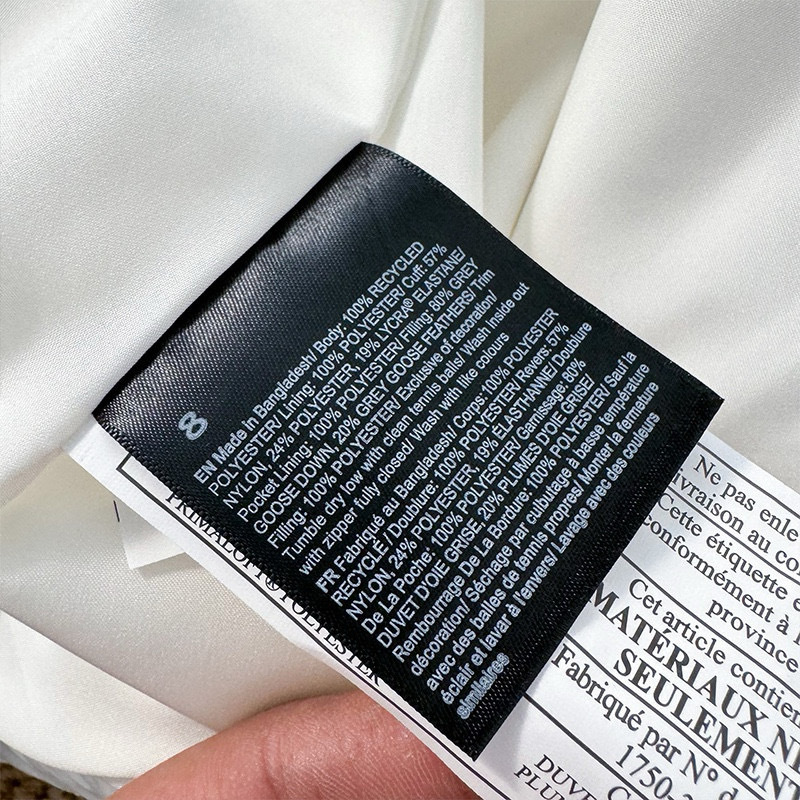 8
EN Made in Bangladesh/ Body: 100% RECYCLED
POLYESTER/ Lining: 100% POLYESTER/ Cuff: 57%
NYLON, 24% POLYESTER, 19% LYCRA® ELASTANE/
Pocket Lining: 100% POLYESTER/ Filling: 80% GREY
GOOSE DOWN, 20% GREY GOOSE FEATHERS/ Trim
Filling: 100% POLYESTER/ Exclusive of decoration/
Tumble dry low with clean tennis balls/ Wash inside out
with zipper fully closed/ Wash with like colours
FR Fabriqué au Bangladesh/ Corps: 100% POLYESTER
RECYCLÉ / Doublure: 100% POLYESTER/ Revers: 57%
NYLON, 24% POLYESTER, 19% ELASTHANNE/ Doublure
De La Poche: 100% POLYESTER/ Garnissage: 80%
DUVET D'OIE GRISE, 20% PLUMES D'OIE GRISE/
Rembourrage De La Bordure: 100% POLYESTER/ Sauf la
décoration/ Séchage par culbutage à basse température
avec des balles de tennis propres/ Monter à fermeture
éclair et lavar à l'envers/ Lavage avec des couleurs
similaires
PRIMALOFT® POLYESTER
Ne pas enle
livraison au co
Cette étiquette e
conformément à l
province
Cet article contien
MATÉRIAUX NE
SEULEMENT
Fabriqué par N° d
1750-
DUVE
PLU